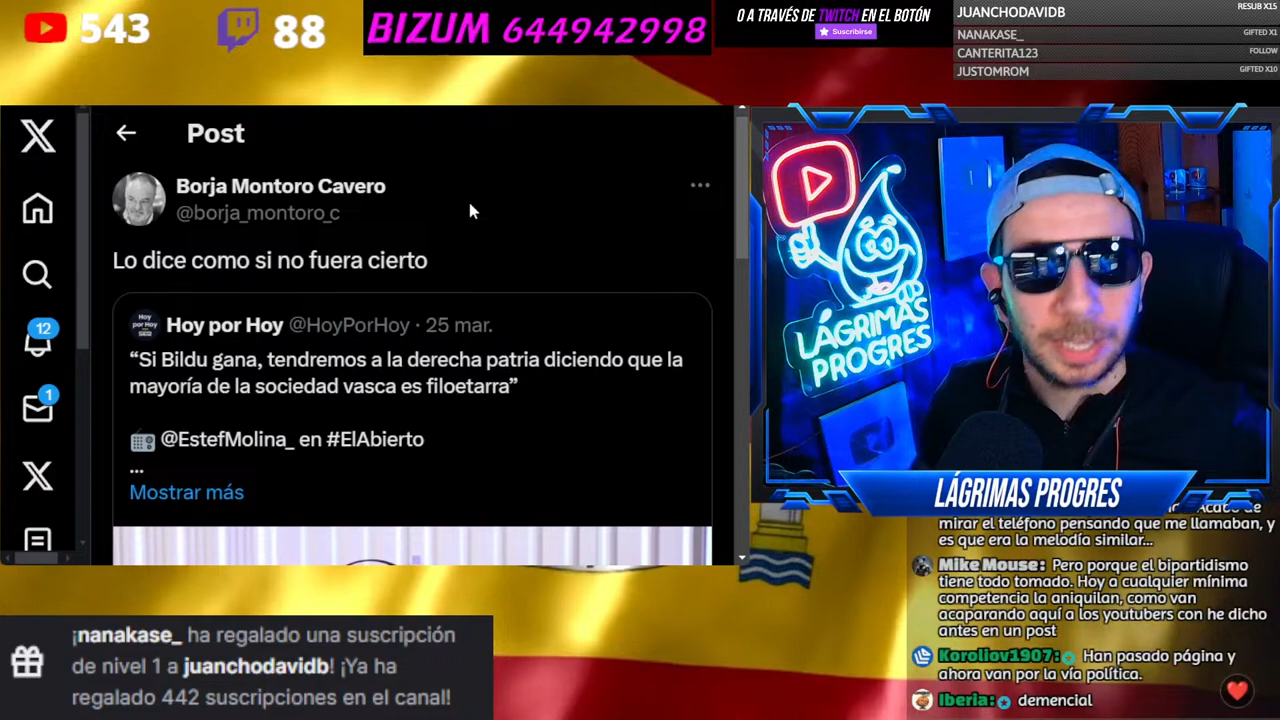 543
88
BIZUM 644942998
O A TRAVÉS DE TWITCH EN EL BOTÓN
Suscribirse
JUANCHODAVIDB
RESUB X15
NANAKASE_
GIFTED X1
CANTERITA123
FOLLOW
JUSTOMROM
GIFTED X10
Post
Borja Montoro Cavero
@borja_montoro_c
Lo dice como si no fuera cierto
Hoy por Hoy
Hoy por Hoy @HoyPorHoy · 25 mar.
“Si Bildu gana, tendremos a la derecha patria diciendo que la
mayoría de la sociedad vasca es filoetarra”
@EstefMolina_ en #ElAbierto
...
Mostrar más
12
1
LÁGRIMAS
PROGRES
LÁGRIMAS PROGRES
mirar el teléfono pensando que me llamaban, y
es que era la melodía similar...
Mike Mouse: Pero porque el bipartidismo
tiene todo tomado. Hoy a cualquier mínima
competencia la aniquilan, como van
acaparando aquí a los youtubers con he dicho
antes en un post
Koroliov1907: Han pasado página y
ahora van por la vía política.
Iberia: demencial
¡nanakase_ ha regalado una suscripción
de nivel 1 a juanchodavidb! ¡Ya ha
regalado 442 suscripciones en el canal!